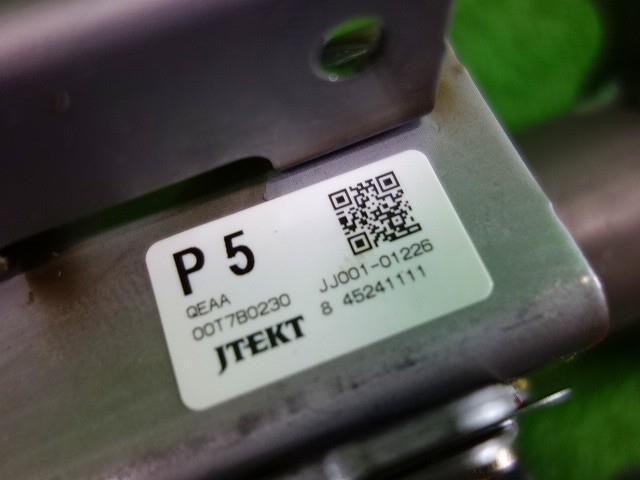 P 5
QEAA
00T7B0230
JJ001-01226
8 45241111
JTEKT